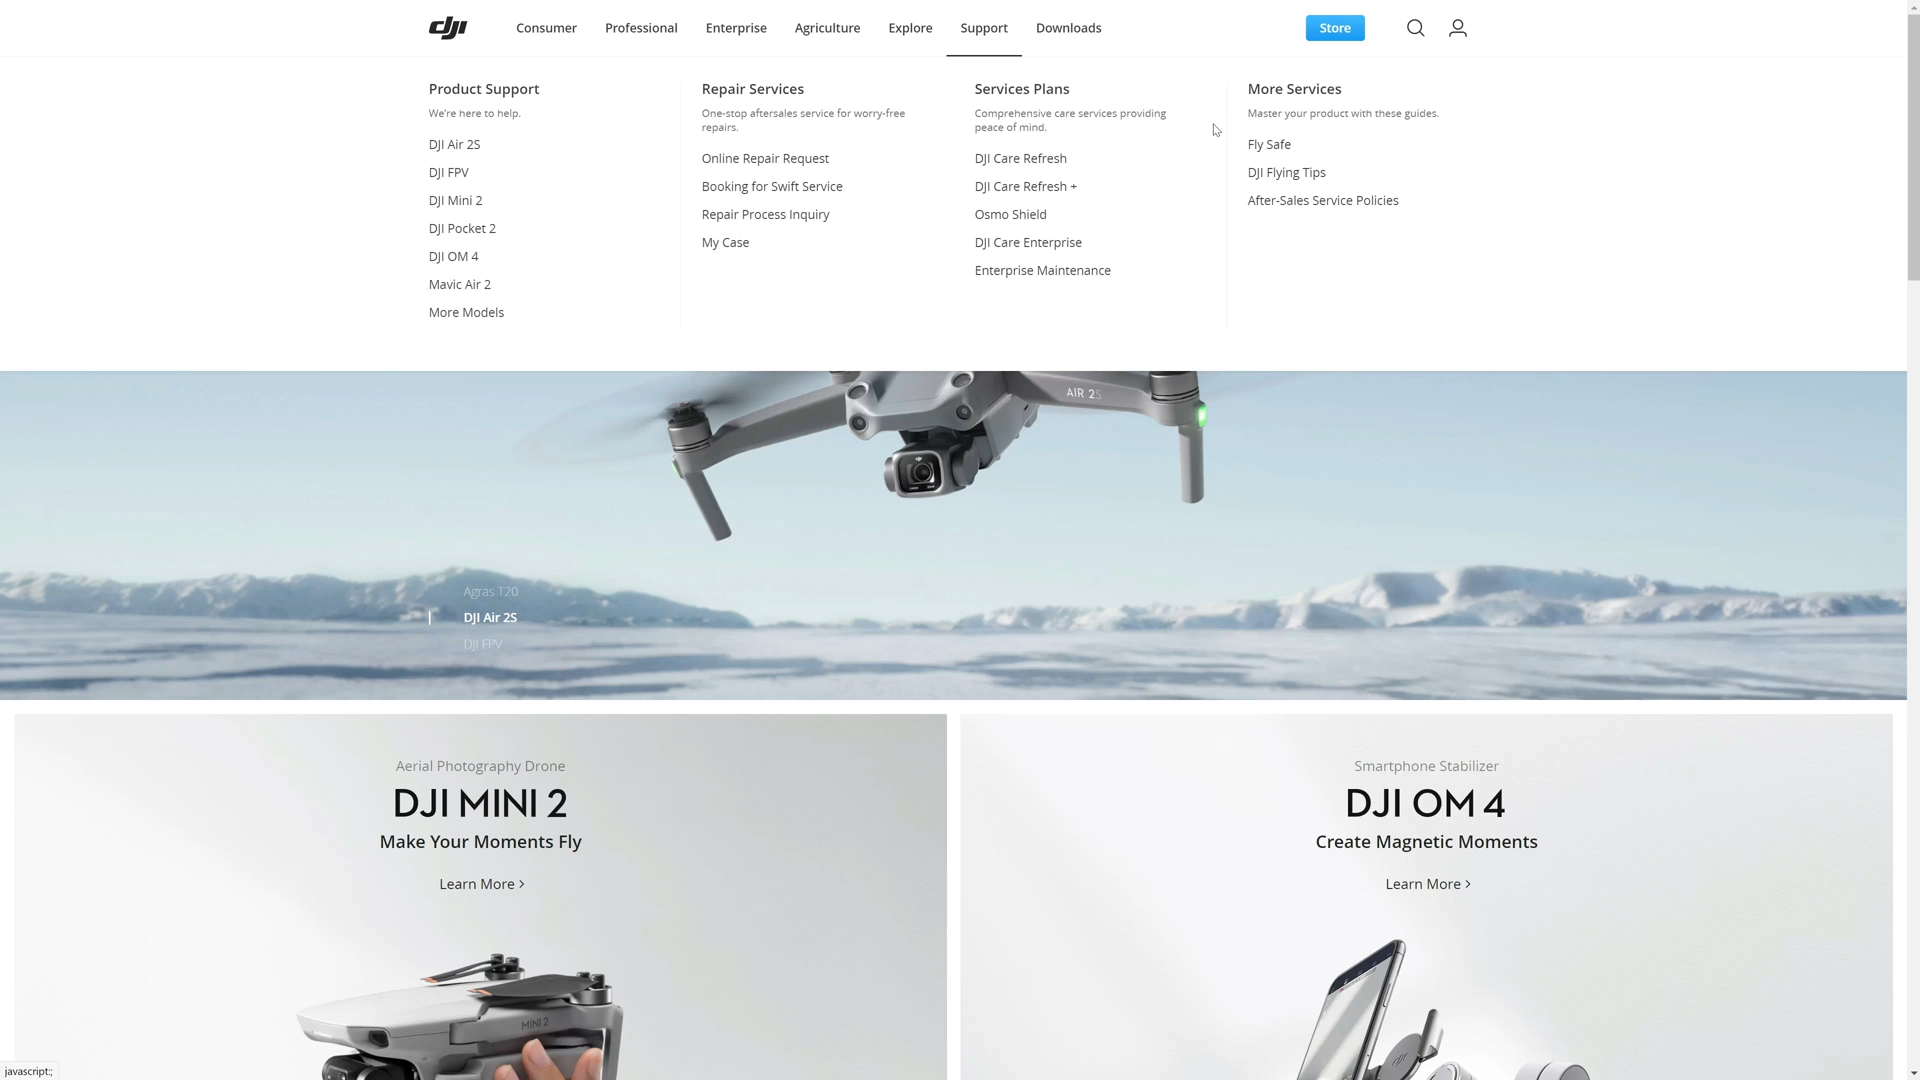 dji
Consumer
Professional
Enterprise
Agriculture
Explore
Support
Downloads
Store
Product Support
We're here to help.
DJI Air 2S
DJI FPV
DJI Mini 2
DJI Pocket 2
DJI OM 4
Mavic Air 2
More Models
Repair Services
One-stop aftersales service for worry-free
repairs.
Online Repair Request
Booking for Swift Service
Repair Process Inquiry
My Case
Services Plans
Comprehensive care services providing
peace of mind.
DJI Care Refresh
DJI Care Refresh +
Osmo Shield
DJI Care Enterprise
Enterprise Maintenance
More Services
Master your product with these guides.
Fly Safe
DJI Flying Tips
After-Sales Service Policies
AIR 2S
Agras T20
DJI Air 2S
DJI FPV
Aerial Photography Drone
DJI MINI 2
Make Your Moments Fly
Learn More >
MINI 2
Smartphone Stabilizer
DJI OM 4
Create Magnetic Moments
Learn More >
dji
javascript:;